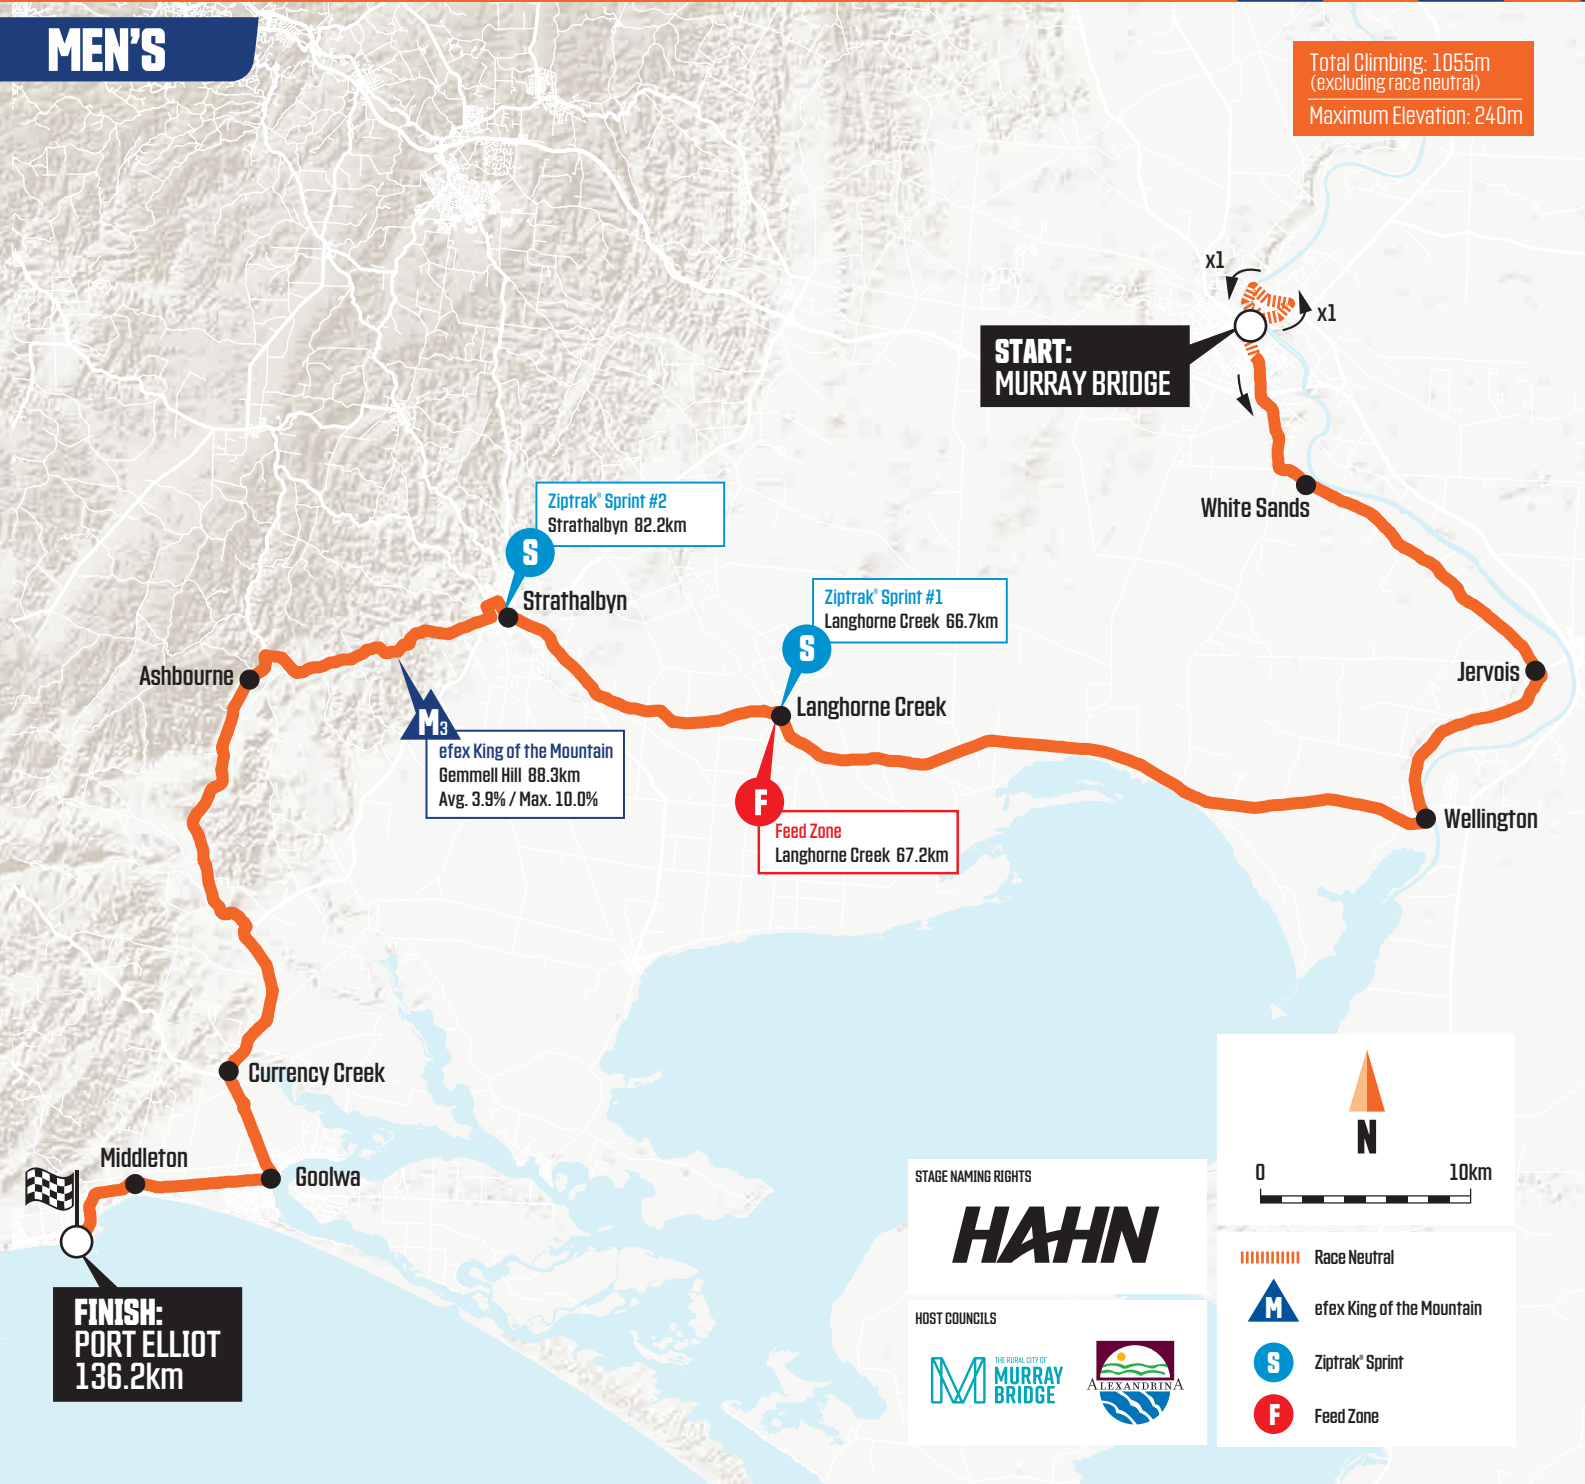 MEN'S
Total Climbing: 1055m
(excluding race neutral)
Maximum Elevation: 240m
x1
x1
START:
MURRAY BRIDGE
White Sands
Ziptrak® Sprint #2
Strathalbyn 82.2km
S
Strathalbyn
Ziptrak® Sprint #1
Langhorne Creek 66.7km
S
Ashbourne
Jervois
Langhorne Creek
M3
efex King of the Mountain
Gemmell Hill 88.3km
Avg. 3.9% / Max. 10.0%
F
Feed Zone
Langhorne Creek 67.2km
Wellington
Currency Creek
Middleton
Goolwa
FINISH:
PORT ELLIOT
136.2km
N
0 10km
STAGE NAMING RIGHTS
HAHN
HOST COUNCILS
THE RURAL CITY OF
MURRAY
BRIDGE
ALEXANDRINA
Race Neutral
M efex King of the Mountain
S Ziptrak® Sprint
F Feed Zone